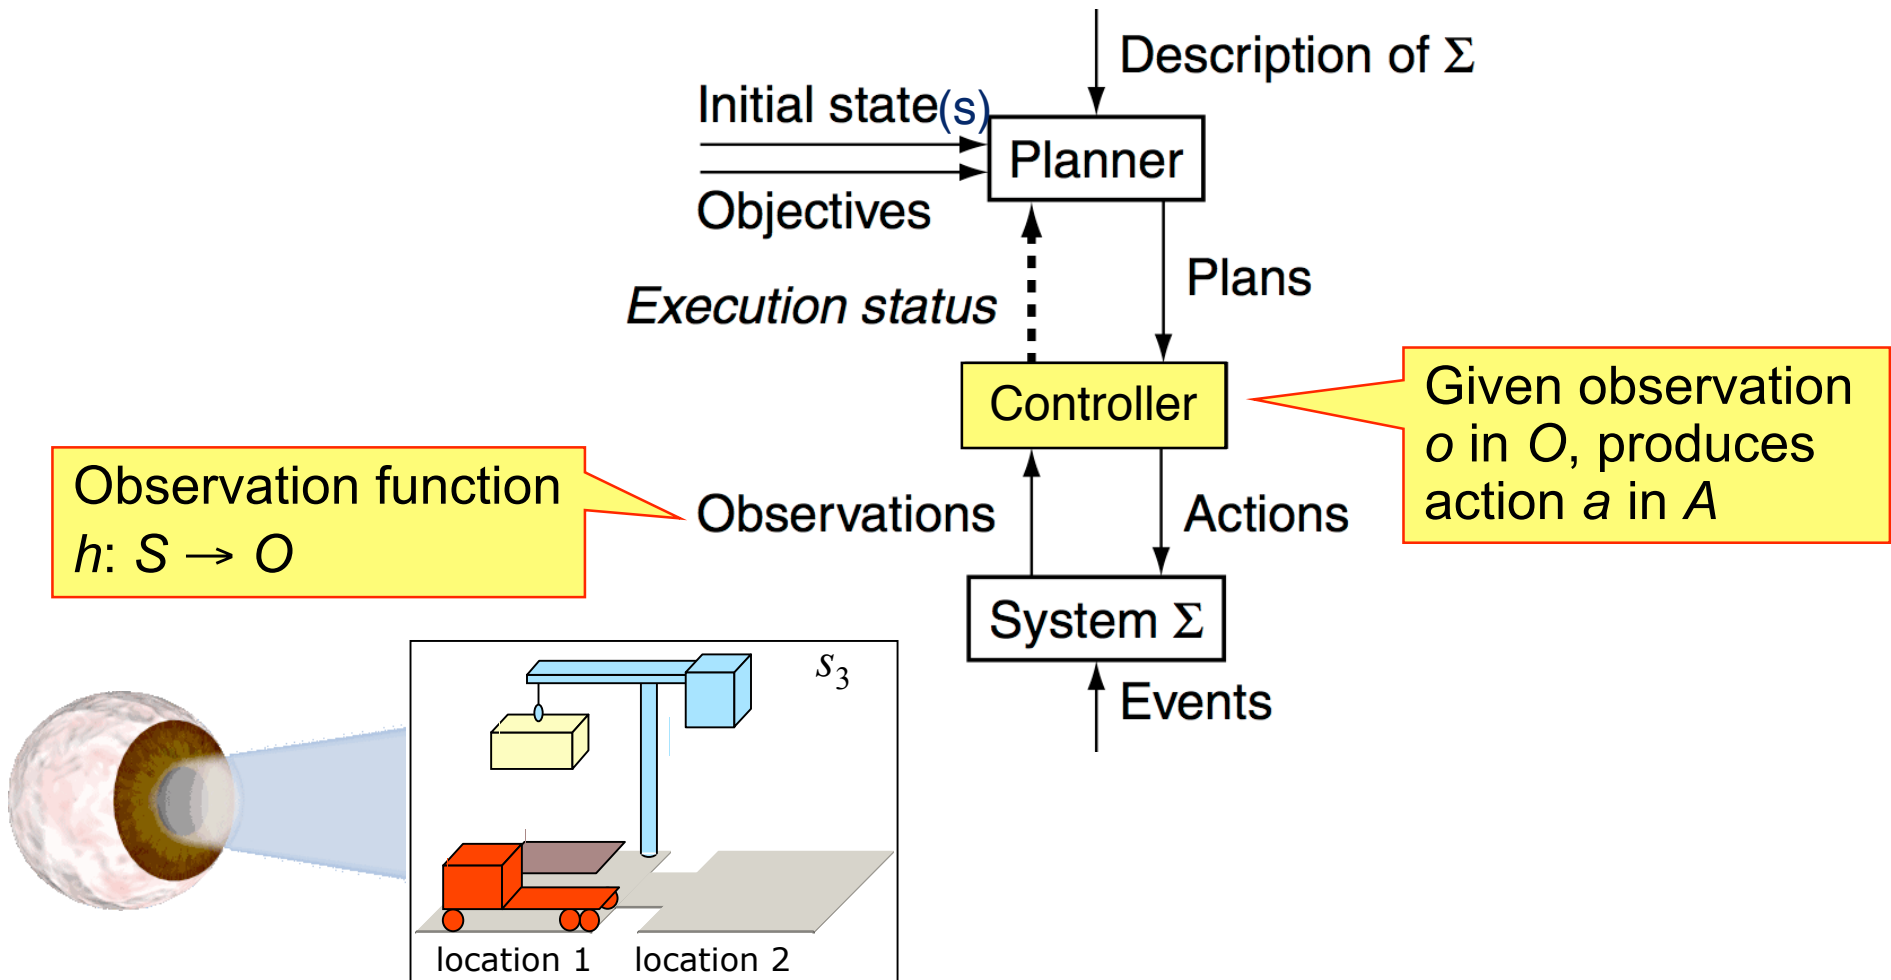 Description of Σ
Initial state(s)
Planner
Objectives
Plans
Execution status
Controller
Given observation
o in O, produces
action a in A
Observation function
h: S → O
Observations
Actions
System Σ
s₃
Events
location 1
location 2